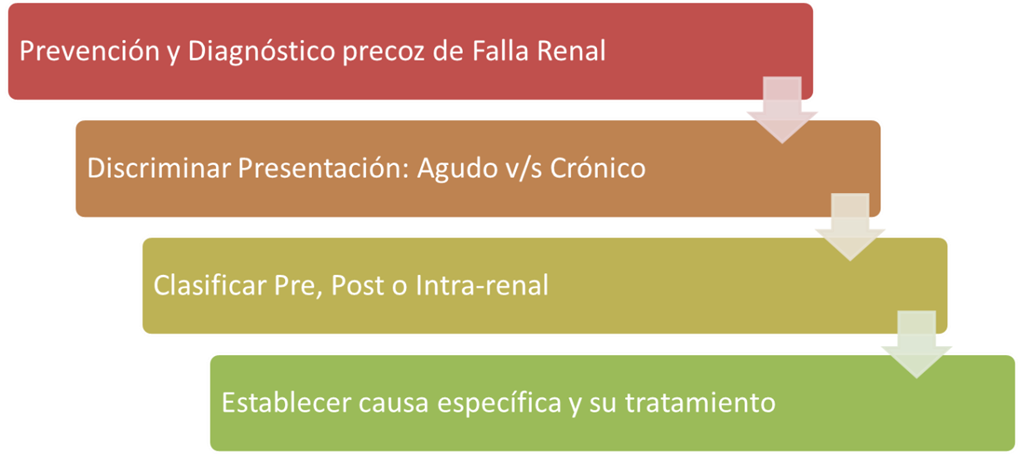 Prevención y Diagnóstico precoz de Falla Renal
Discriminar Presentación: Agudo v/s Crónico
Clasificar Pre, Post o Intra-renal
Establecer causa específica y su tratamiento